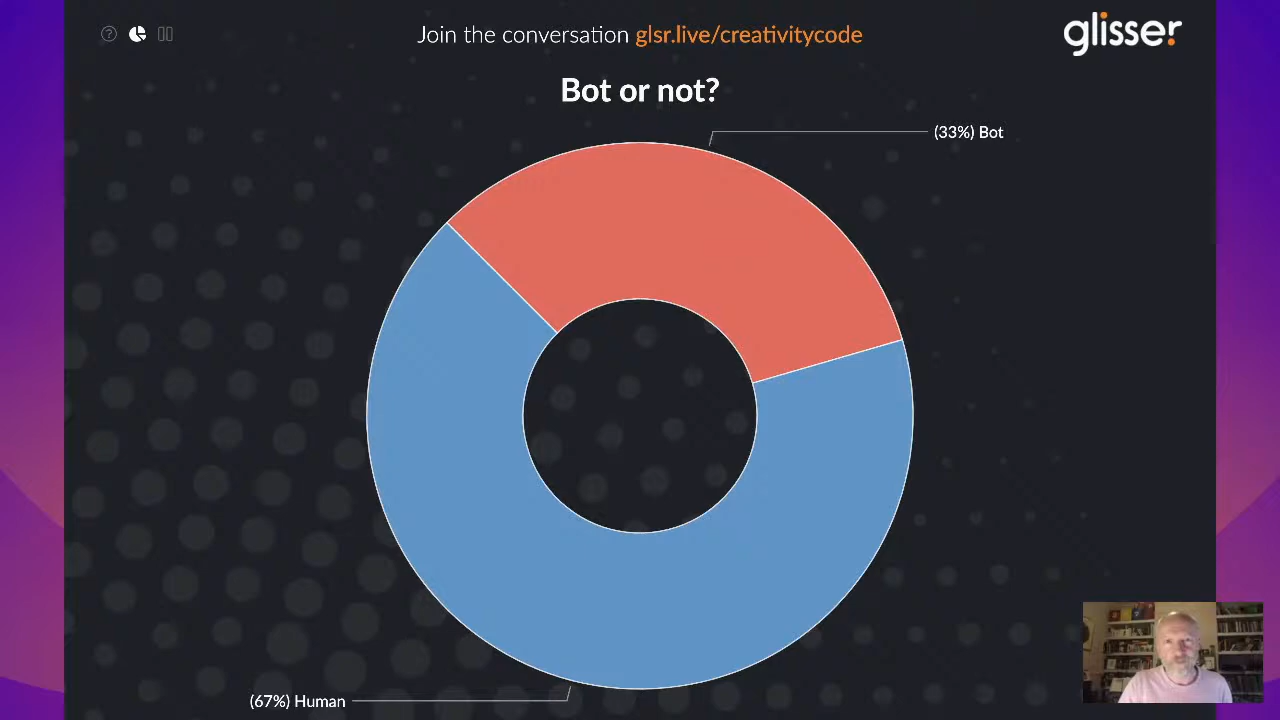 Join the conversation glsr.live/creativitycode
glisser.
Bot or not?
(33%) Bot
(67%) Human